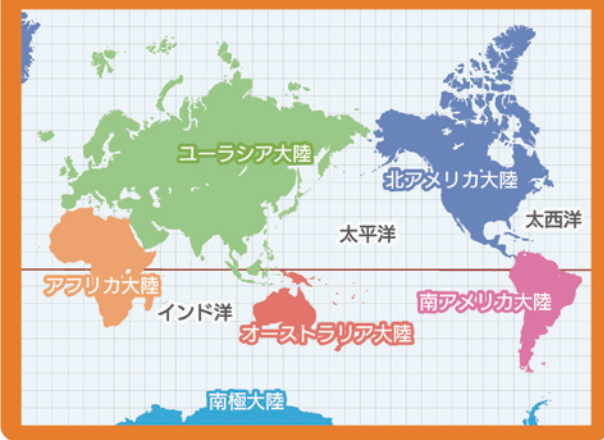 ユーラシア大陸
北アメリカ大陸
太西洋
太平洋
アフリカ大陸
インド洋
南アメリカ大陸
オーストラリア大陸
南極大陸